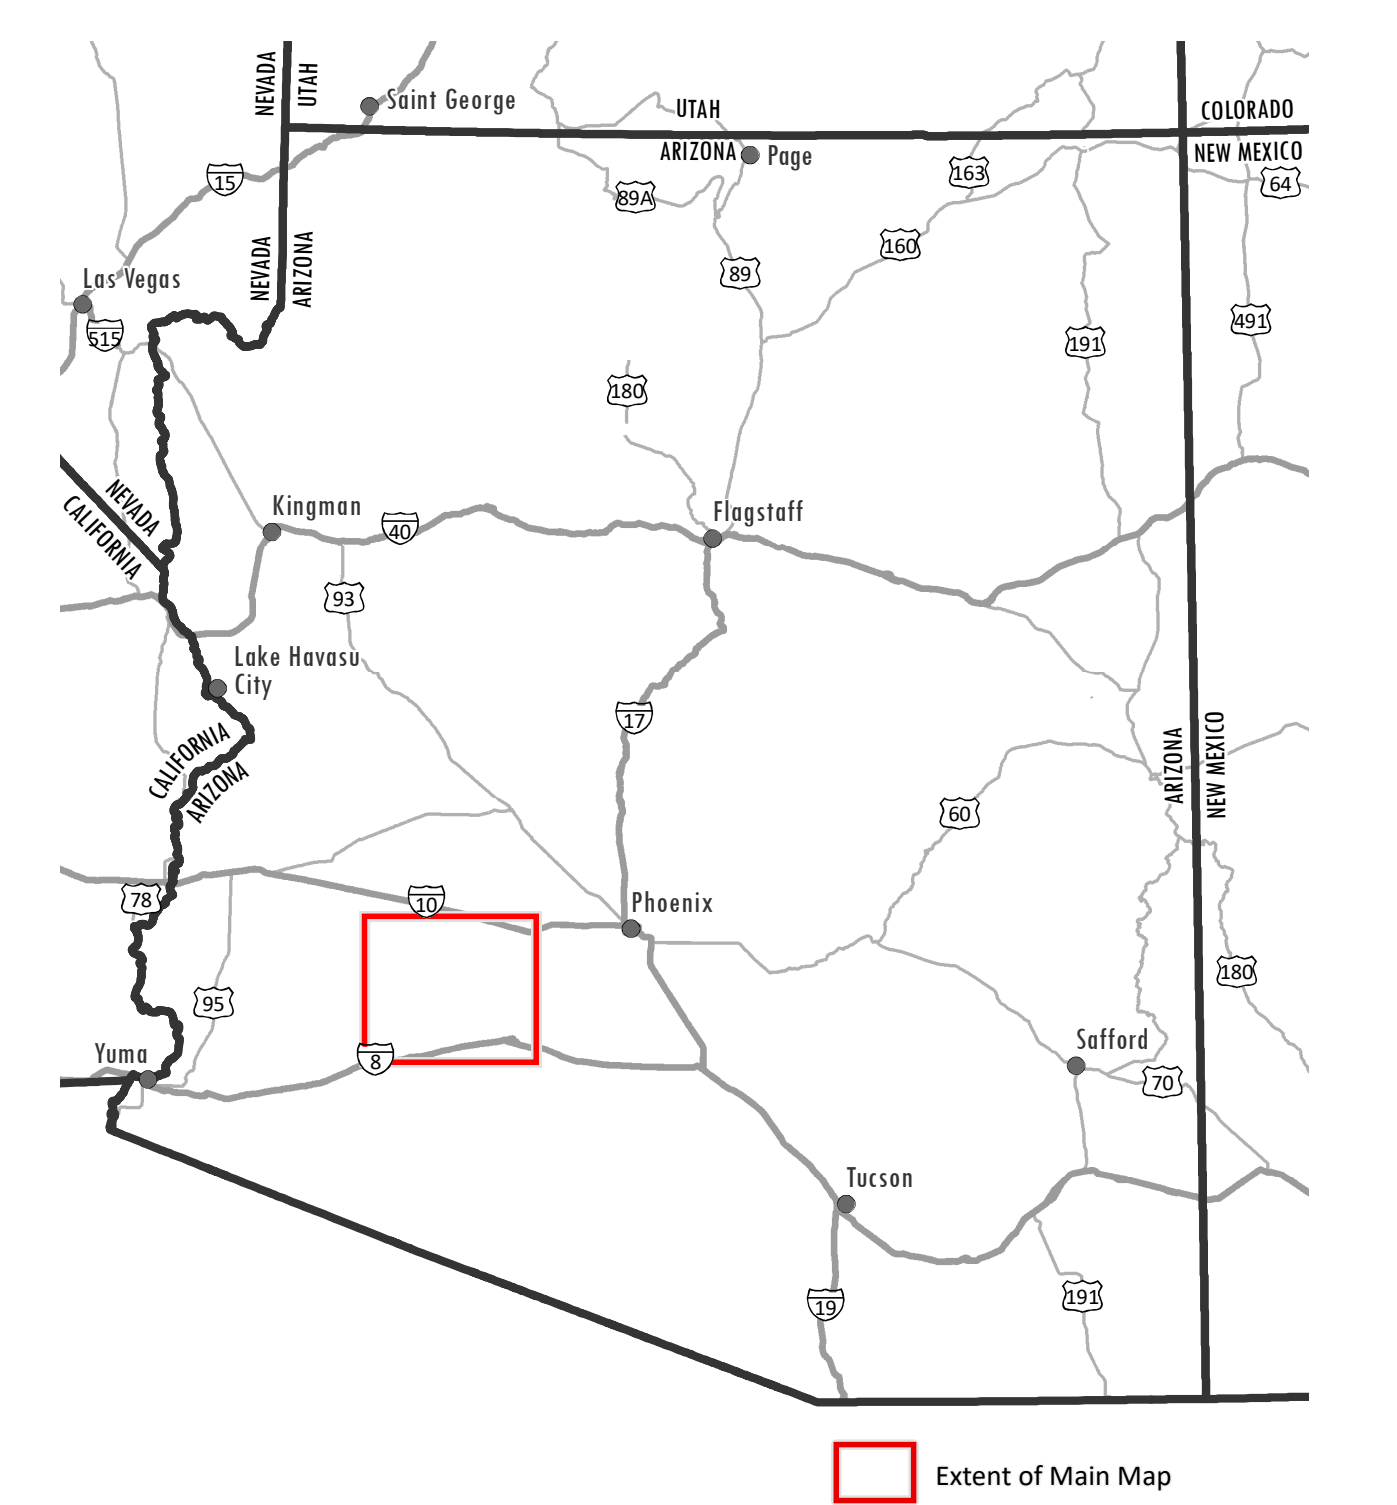 NEVADA
UTAH
Saint George
UTAH
COLORADO
ARIZONA
Page
NEW MEXICO
163
64
15
89A
160
89
NEVADA
ARIZONA
Las Vegas
515
491
191
180
NEVADA
CALIFORNIA
Kingman
40
Flagstaff
93
Lake Havasu
City
17
CALIFORNIA
ARIZONA
ARIZONA
NEW MEXICO
60
78
10
Phoenix
180
95
Yuma
8
Safford
70
Tucson
19
191
Extent of Main Map